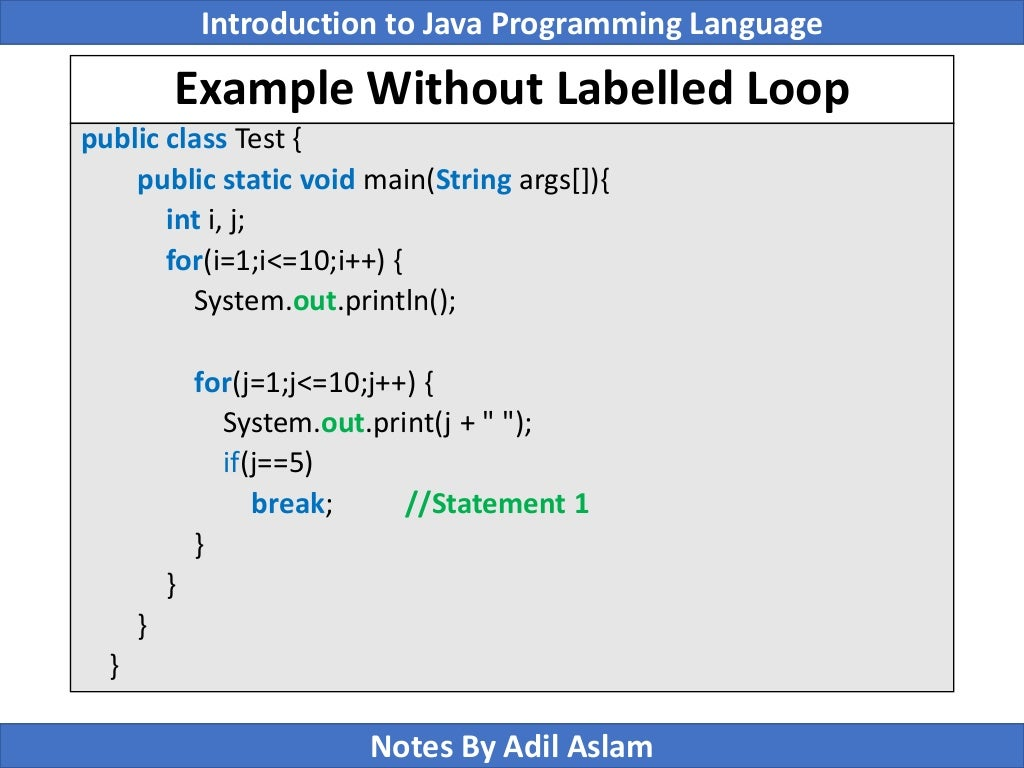 Introduction to Java Programming Language
Example Without Labelled Loop
public class Test {
public static void main(String args[]){
int i, j;
for(i=1;i<=10;i++) {
System.out.println();
for(j=1;j<=10;j++) {
System.out.print(j + " ");
if(j==5)
break; //Statement 1
}
}
}
}
Notes By Adil Aslam